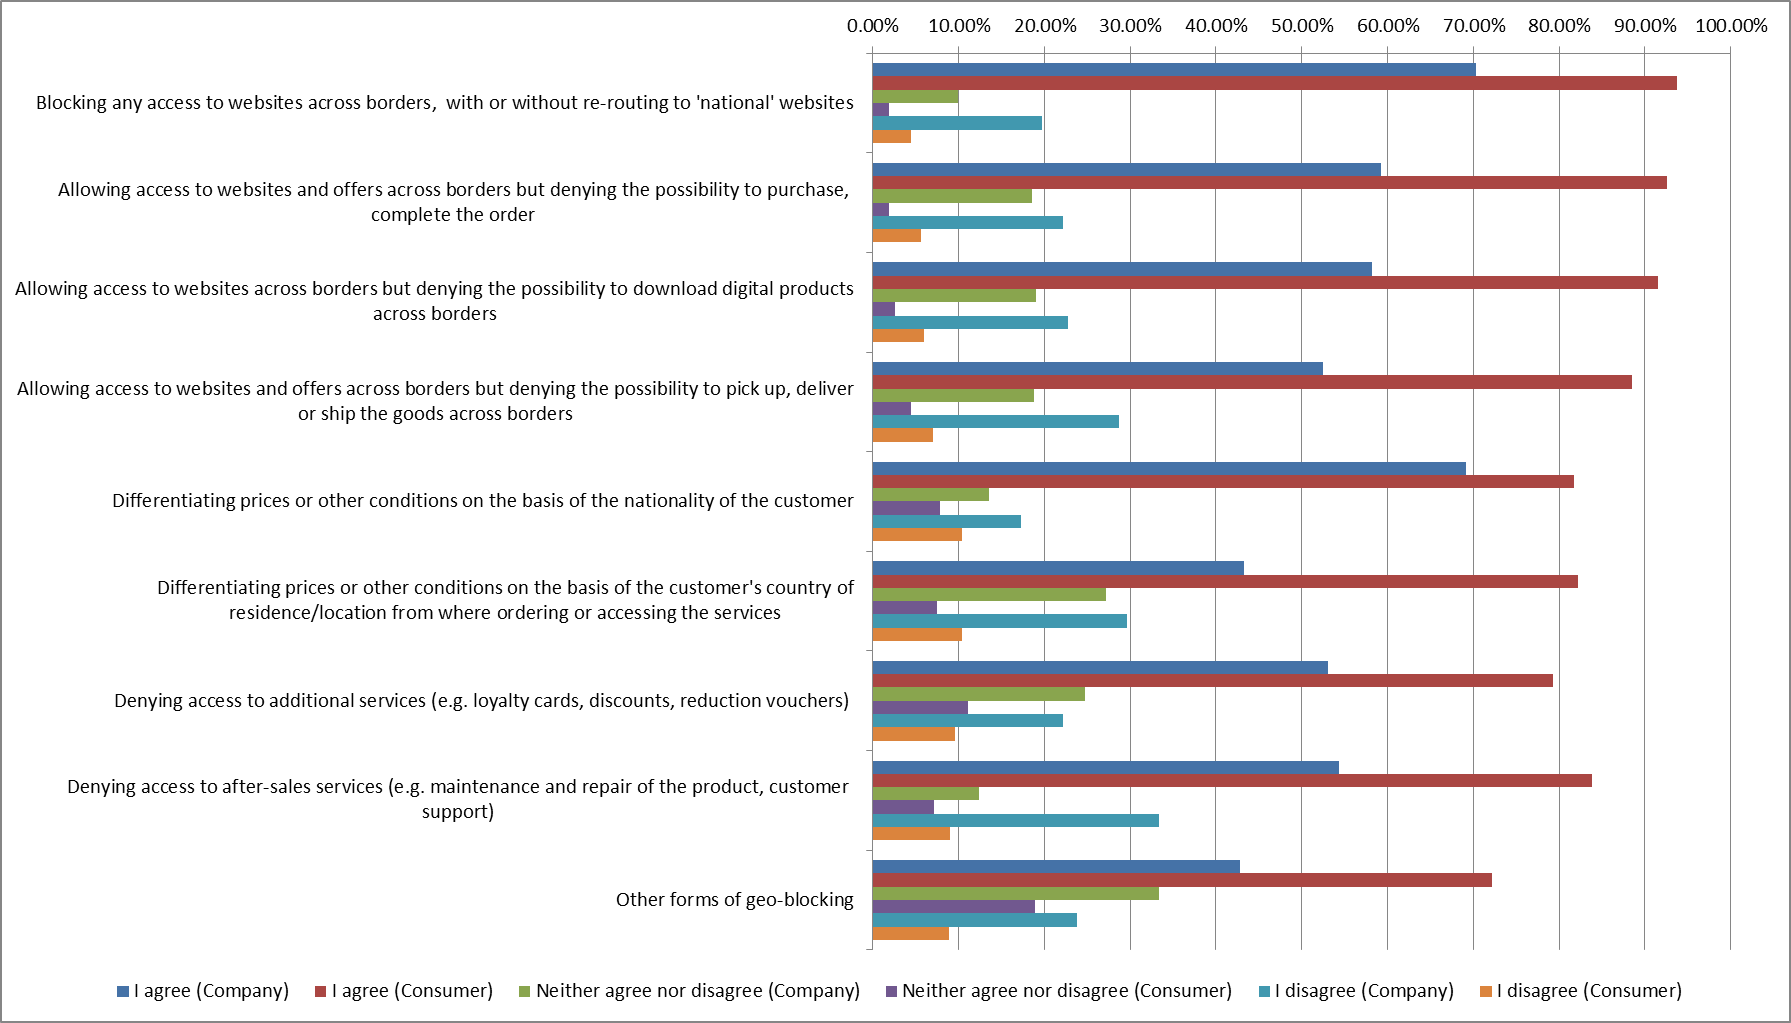 0.00% 10.00% 20.00% 30.00% 40.00% 50.00% 60.00% 70.00% 80.00% 90.00% 100.00%
Blocking any access to websites across borders,  with or without re-routing to 'national' websites
Allowing access to websites and offers across borders but denying the possibility to purchase,
complete the order
Allowing access to websites across borders but denying the possibility to download digital products
across borders
Allowing access to websites and offers across borders but denying the possibility to pick up, deliver
or ship the goods across borders
Differentiating prices or other conditions on the basis of the nationality of the customer
Differentiating prices or other conditions on the basis of the customer's country of
residence/location from where ordering or accessing the services
Denying access to additional services (e.g. loyalty cards, discounts, reduction vouchers)
Denying access to after-sales services (e.g. maintenance and repair of the product, customer
support)
Other forms of geo-blocking
I agree (Company) I agree (Consumer) Neither agree nor disagree (Company) Neither agree nor disagree (Consumer) I disagree (Company) I disagree (Consumer)